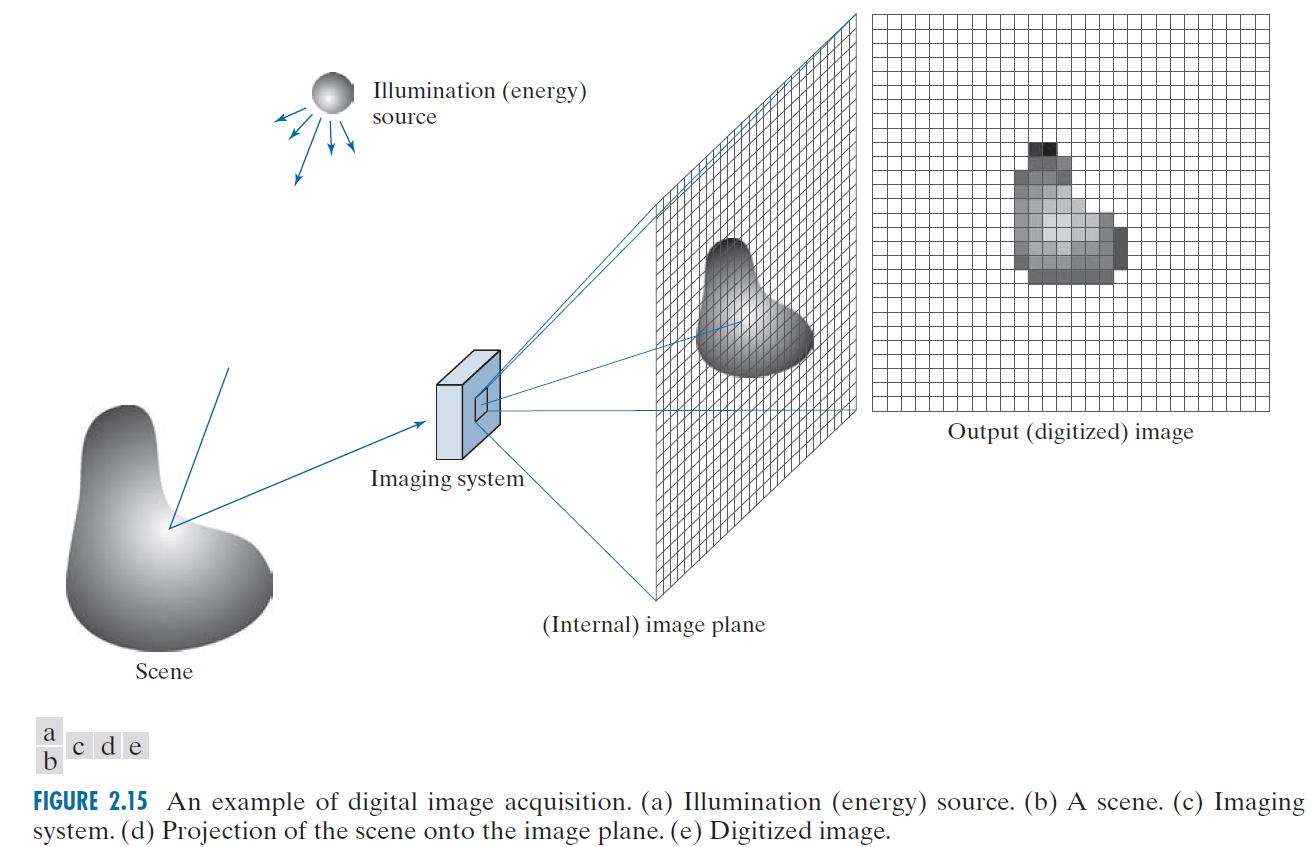 Illumination (energy)
source
Output (digitized) image
Imaging system
(Internal) image plane
Scene
a
b
c d e
FIGURE 2.15 An example of digital image acquisition. (a) Illumination (energy) source. (b) A scene. (c) Imaging
system. (d) Projection of the scene onto the image plane. (e) Digitized image.